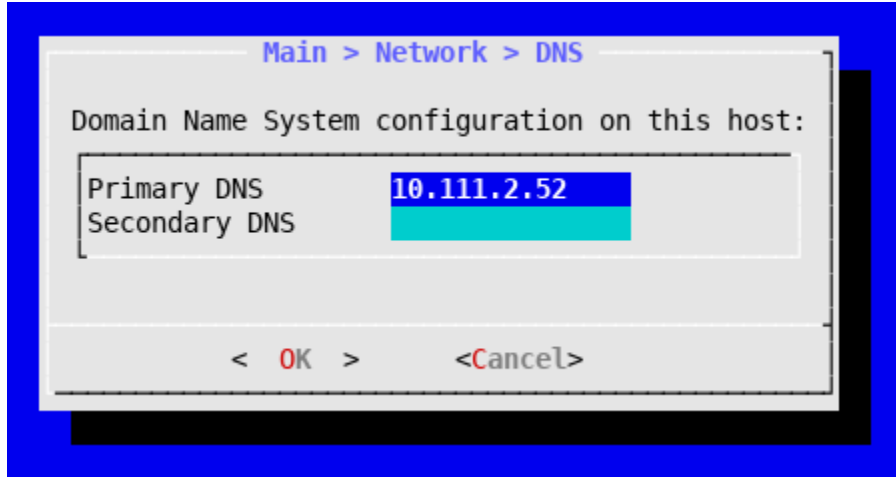 Main > Network > DNS
Domain Name System configuration on this host:
Primary DNS 10.111.2.52
Secondary DNS
< OK > <Cancel>